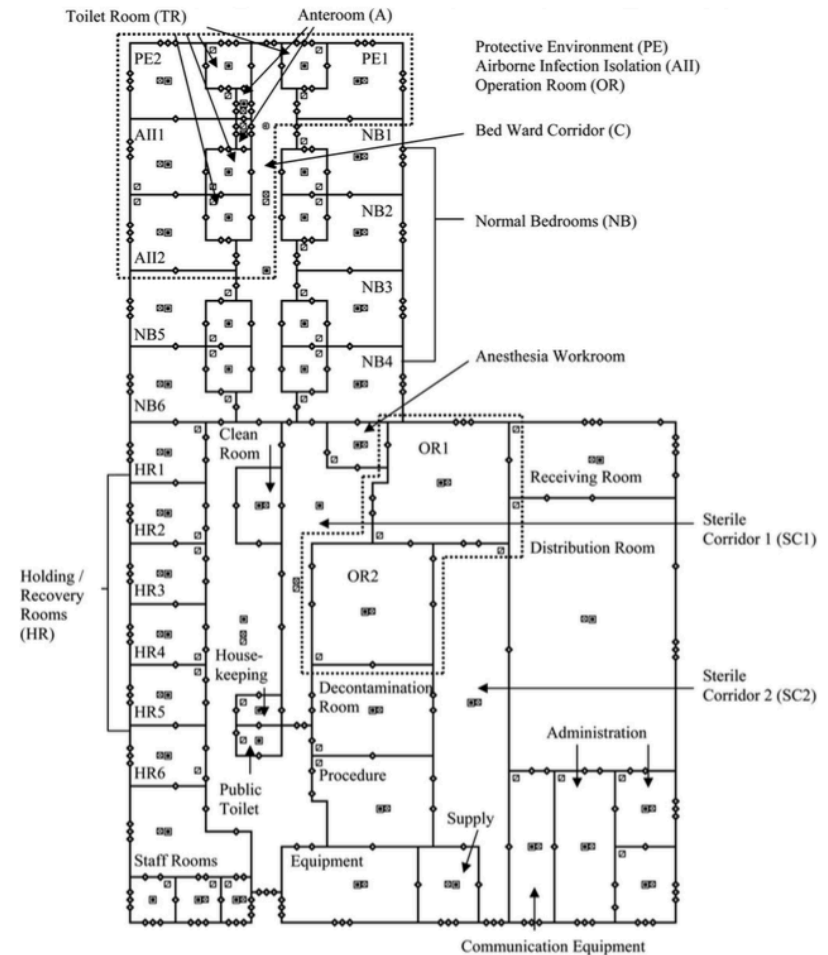 Toilet Room (TR)
Anteroom (A)
Protective Environment (PE)
Airborne Infection Isolation (AII)
Operation Room (OR)
PE2
PE1
Bed Ward Corridor (C)
AII1
NB1
NB2
Normal Bedrooms (NB)
AII2
NB3
NB5
NB4
Anesthesia Workroom
NB6
Clean
Room
OR1
HR1
Receiving Room
HR2
Sterile
Corridor 1 (SC1)
Distribution Room
Holding /
Recovery
Rooms
(HR)
HR3
OR2
HR4
House-
keeping
Sterile
Corridor 2 (SC2)
Decontamination
Room
HR5
Administration
HR6
Public
Toilet
Procedure
Supply
Staff Rooms
Equipment
Communication Equipment